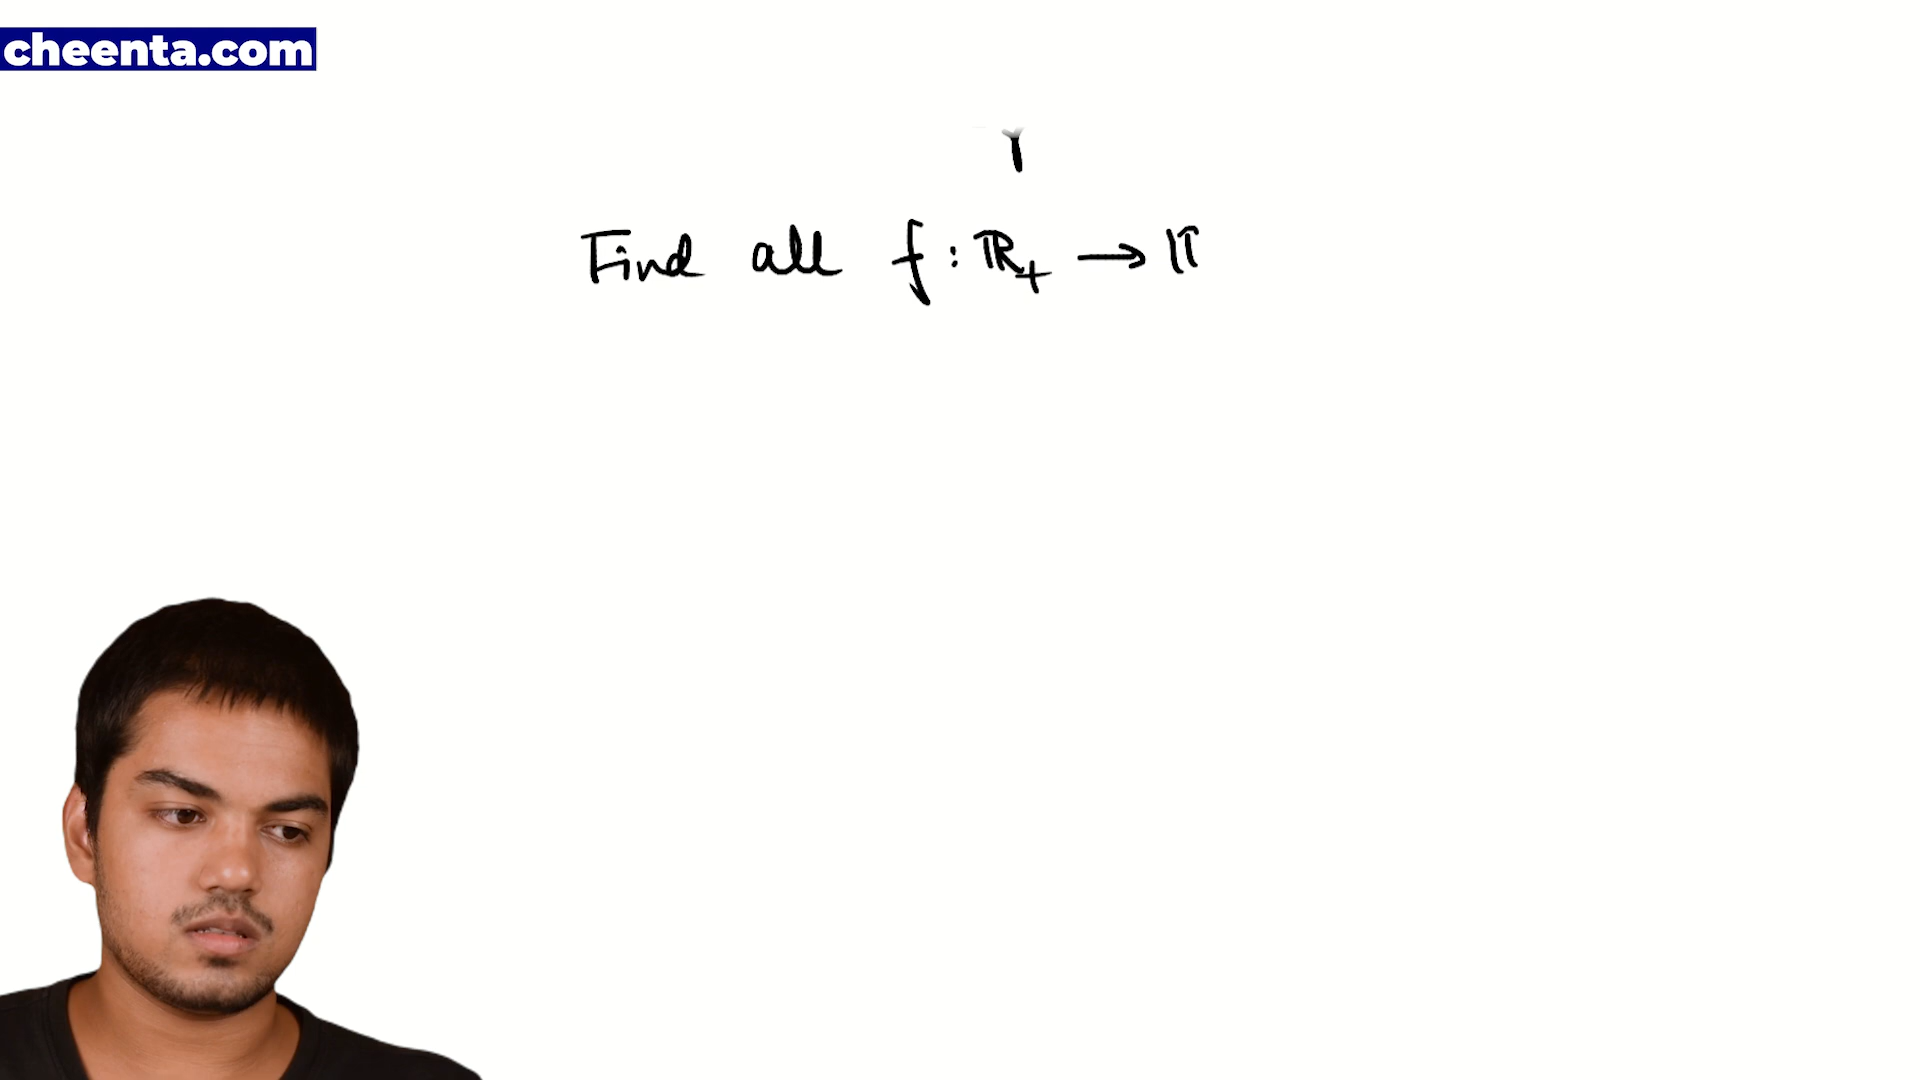 cheenta.com
Find all f : ℝ₊ →